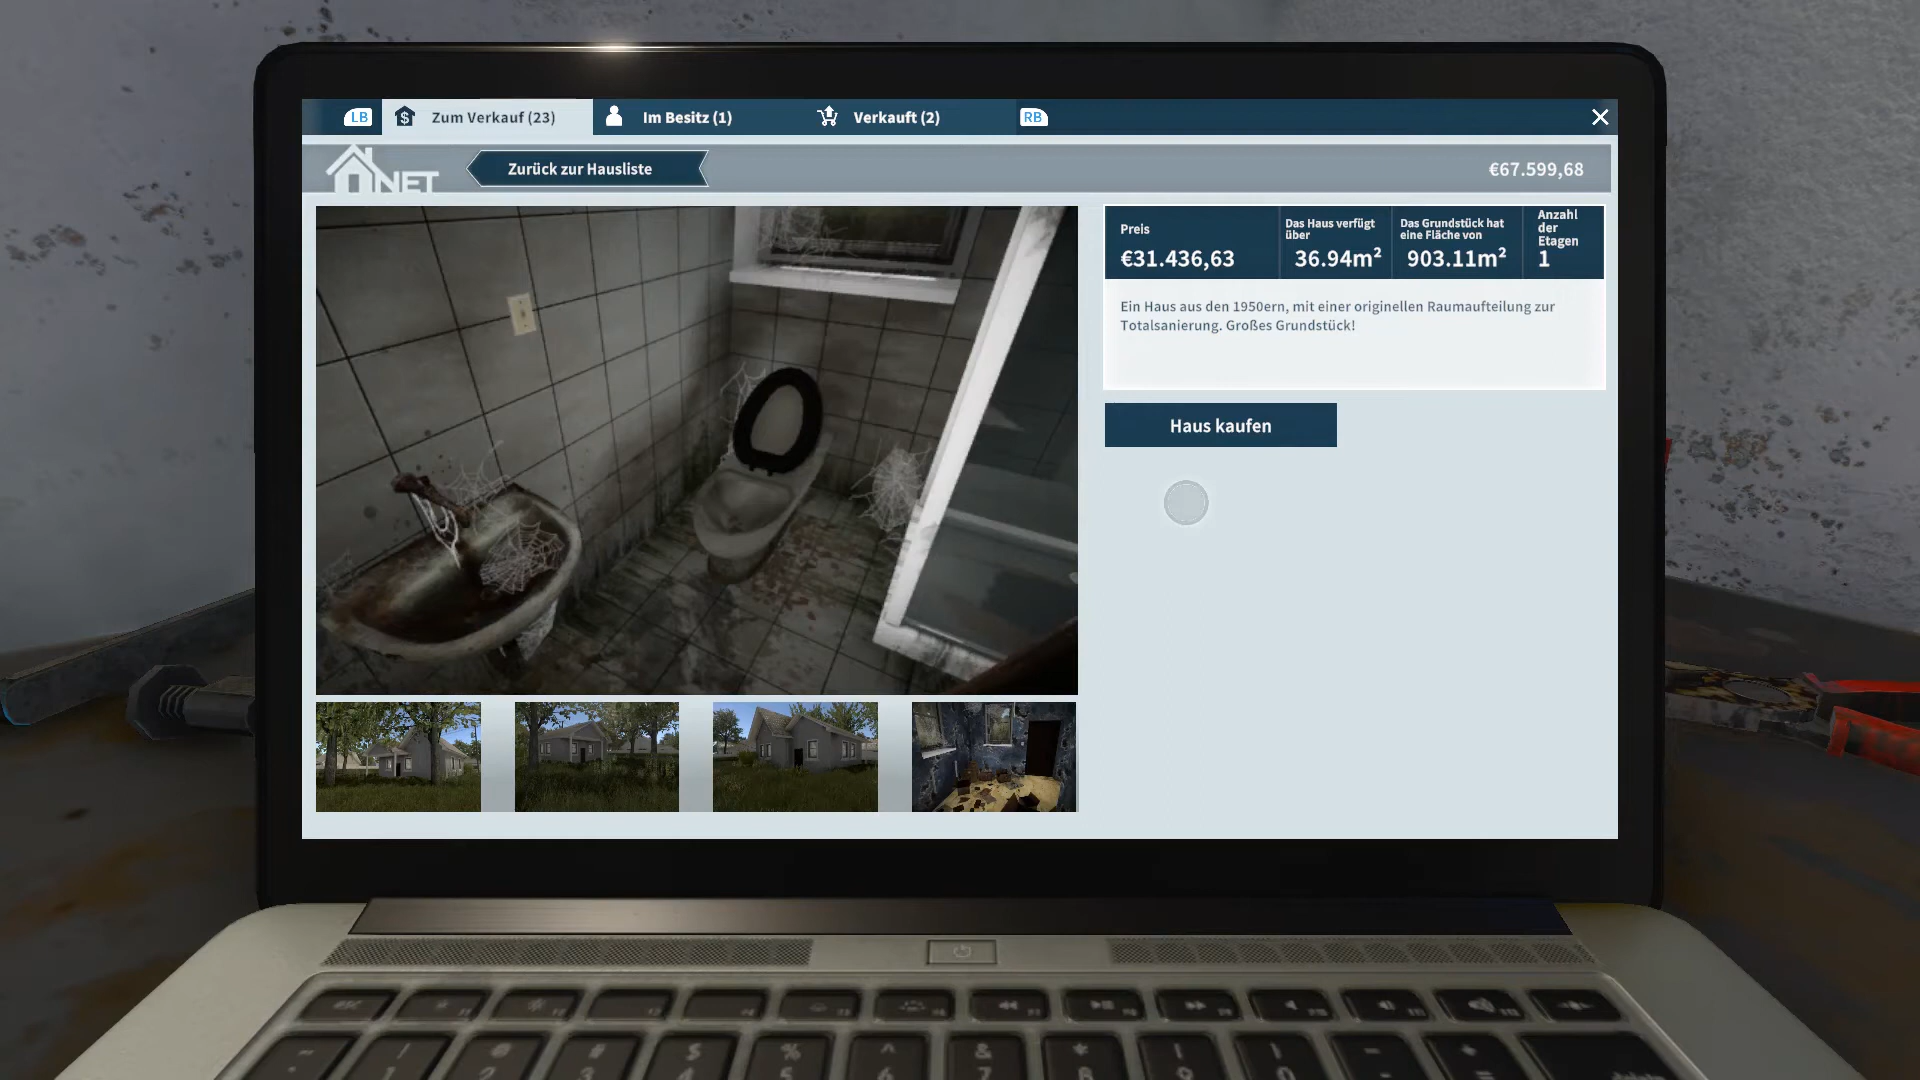 LB
$
Zum Verkauf (23)
Im Besitz (1)
Verkauft (2)
RB
NET
Zurück zur Hausliste
€67.599,68
Preis
€31.436,63
Das Haus verfügt
über
36.94m²
Das Grundstück hat
eine Fläche von
903.11m²
Anzahl
der
Etagen
1
Ein Haus aus den 1950ern, mit einer originellen Raumaufteilung zur
Totalsanierung. Großes Grundstück!
Haus kaufen